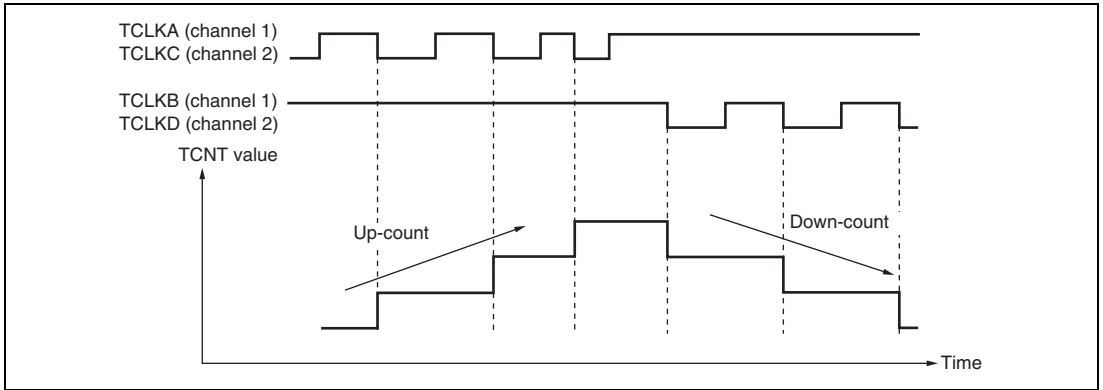 TCLKA (channel 1)
TCLKC (channel 2)
TCLKB (channel 1)
TCLKD (channel 2)
TCNT value
Up-count
Down-count
Time